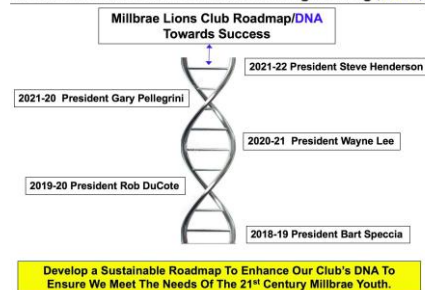 Millbrae Lions Club Roadmap/DNA
Towards Success
2021-22 President Steve Henderson
2021-20 President Gary Pellegrini
2020-21 President Wayne Lee
2019-20 President Rob DuCote
2018-19 President Bart Speccia
Develop a Sustainable Roadmap To Enhance Our Club's DNA To
Ensure We Meet The Needs Of The 21st Century Millbrae Youth.